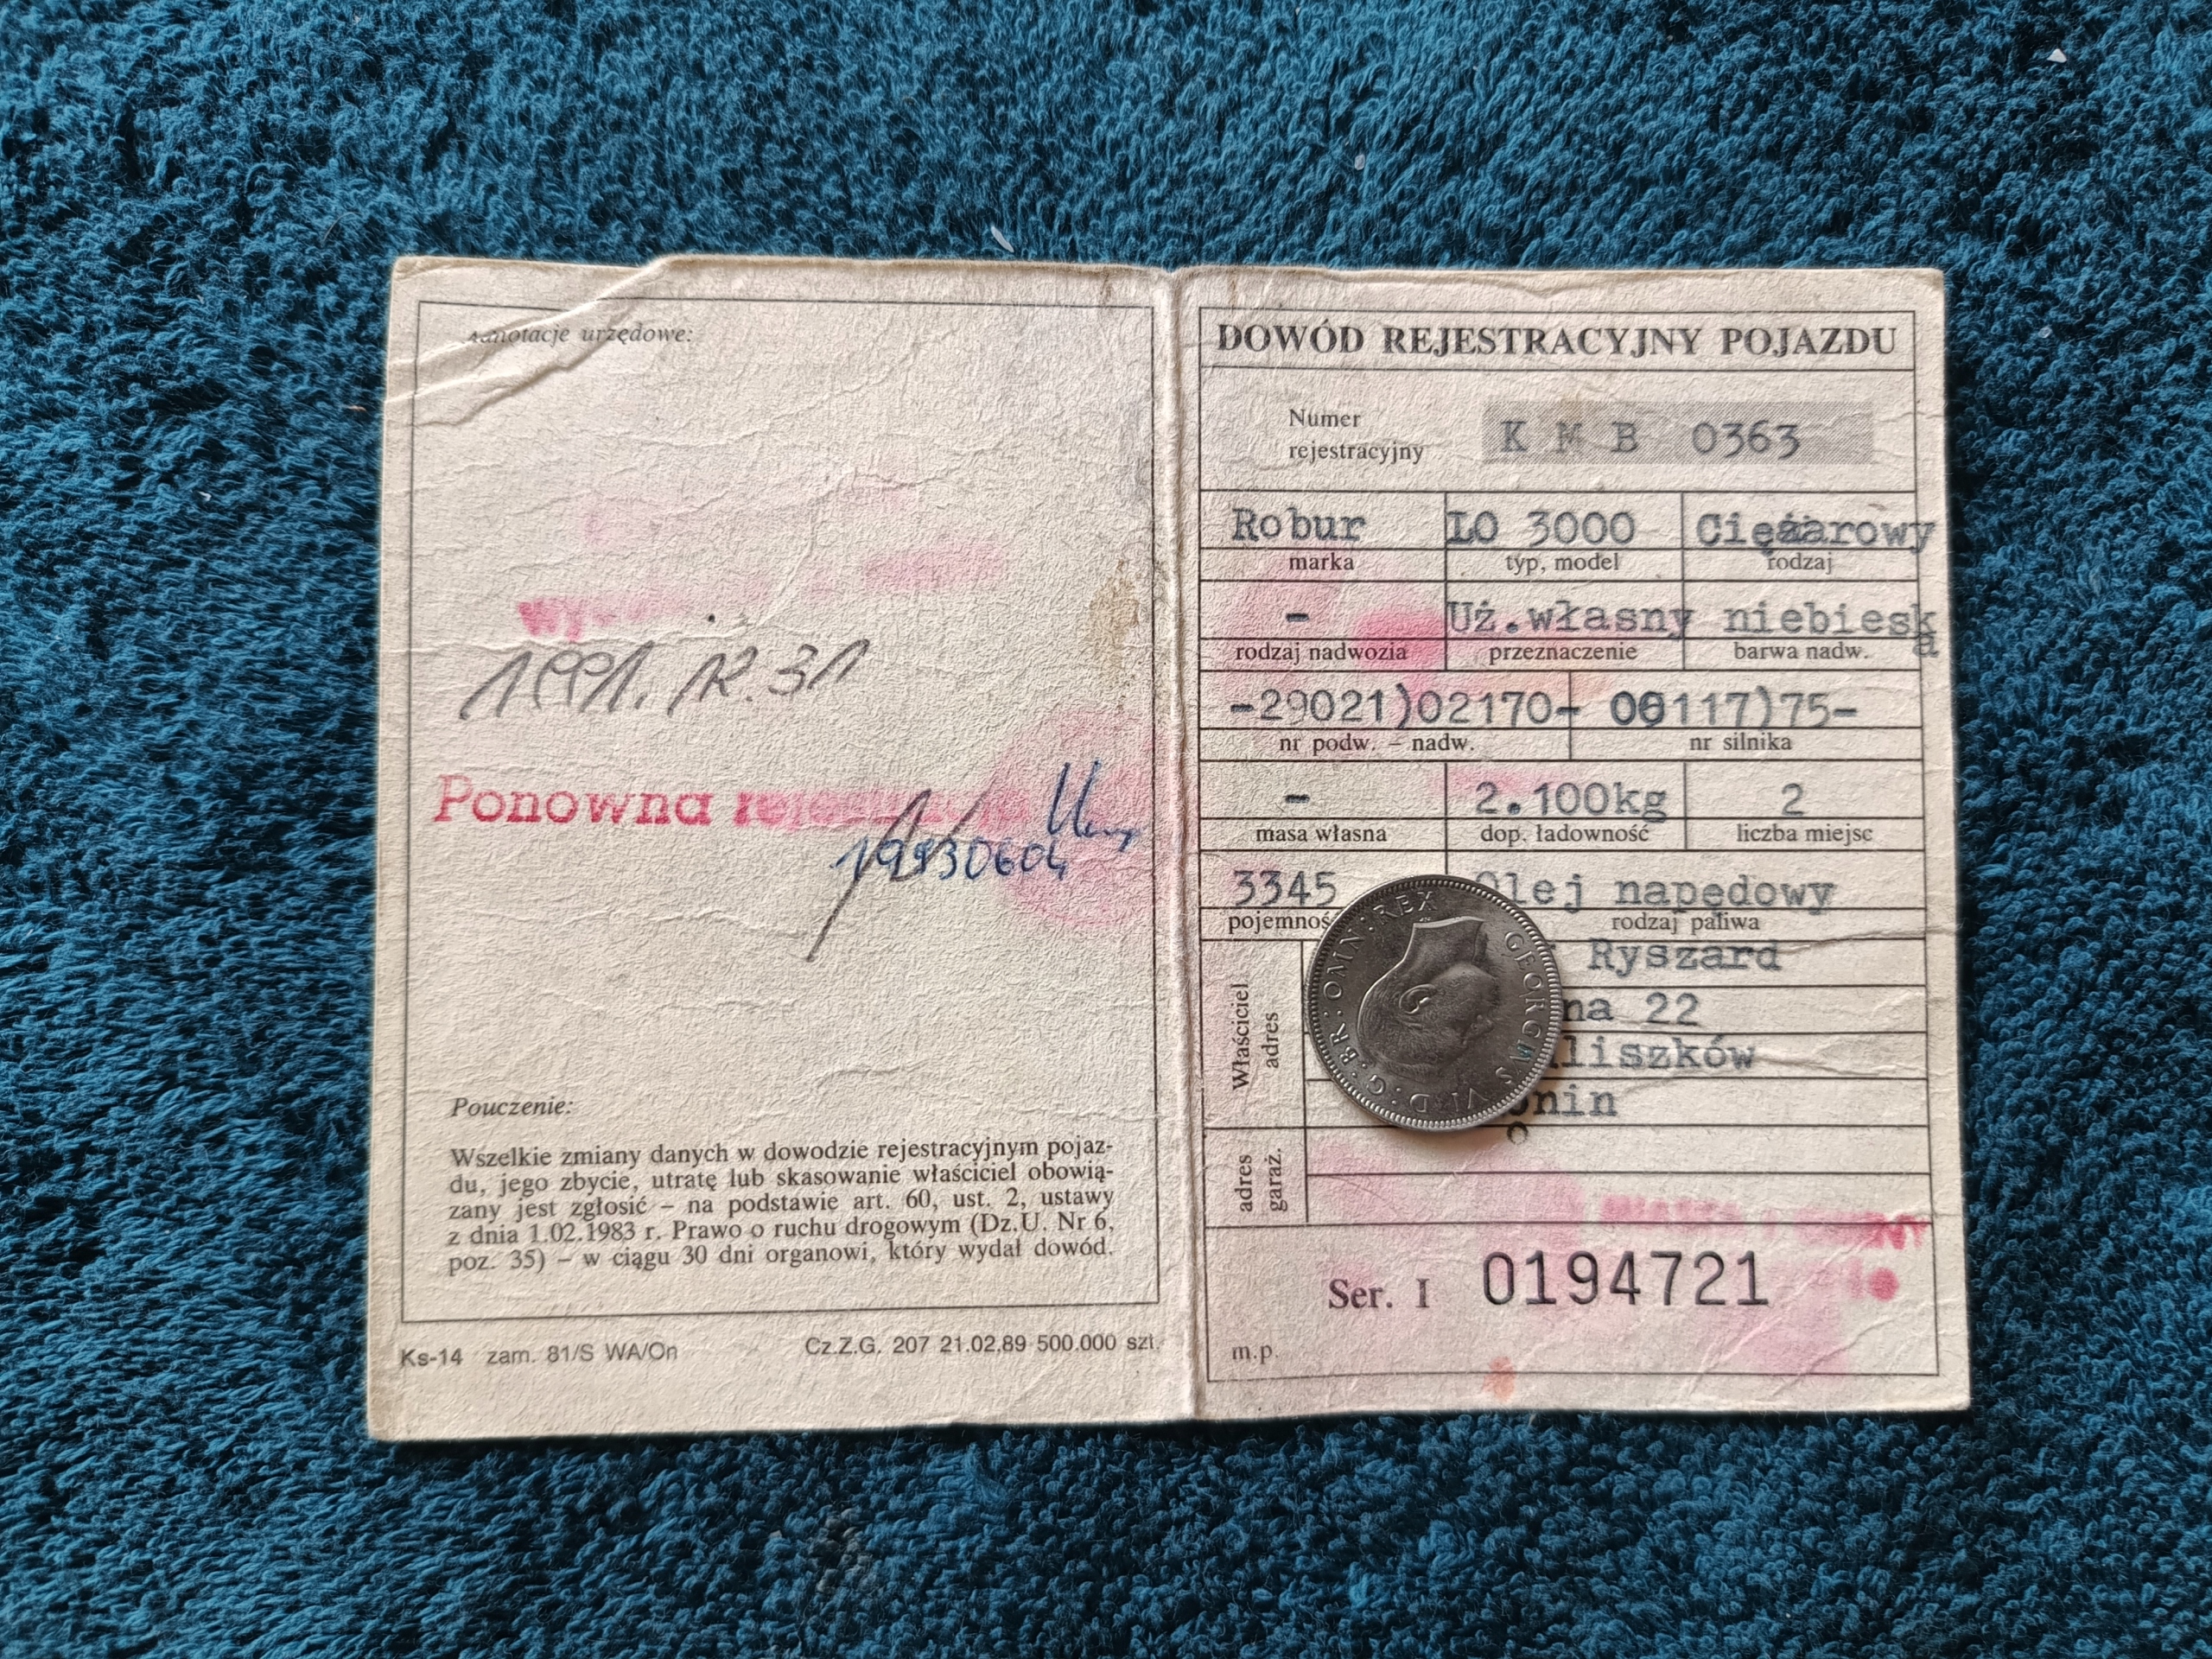 Adnotacje urzędowe:
1991. 12. 31
Ponowna rejestracja
19930604
Pouczenie:
Wszelkie zmiany danych w dowodzie rejestracyjnym pojaz-
du, jego zbycie, utratę lub skasowanie właściciel obowią-
zany jest zgłosić – na podstawie art. 60, ust. 2, ustawy
z dnia 1.02.1983 r. Prawo o ruchu drogowym (Dz.U. Nr 6,
poz. 35) – w ciągu 30 dni organowi, który wydał dowód.
Ks-14 zam. 81/S WA/On Cz.Z.G. 207 21.02.89 500.000 szt.
DOWÓD REJESTRACYJNY POJAZDU
Numer
rejestracyjny
K M B 0363
Robur LO 3000 Ciężarowy
marka typ, model rodzaj
- Uż.własny niebieska
rodzaj nadwozia przeznaczenie barwa nadw.
-29021)02170- 117)75-
nr podw. – nadw. nr silnika
- 2.100kg 2
masa własna dop. ładowność liczba miejsc
3345 Olej napędowy
rodzaj paliwa
Ryszard
22
Właściciel
adres
adres
garaż.
Ser. I 0194721
m.p.
GEORGIVS VI D : G : BR : OMN : REX